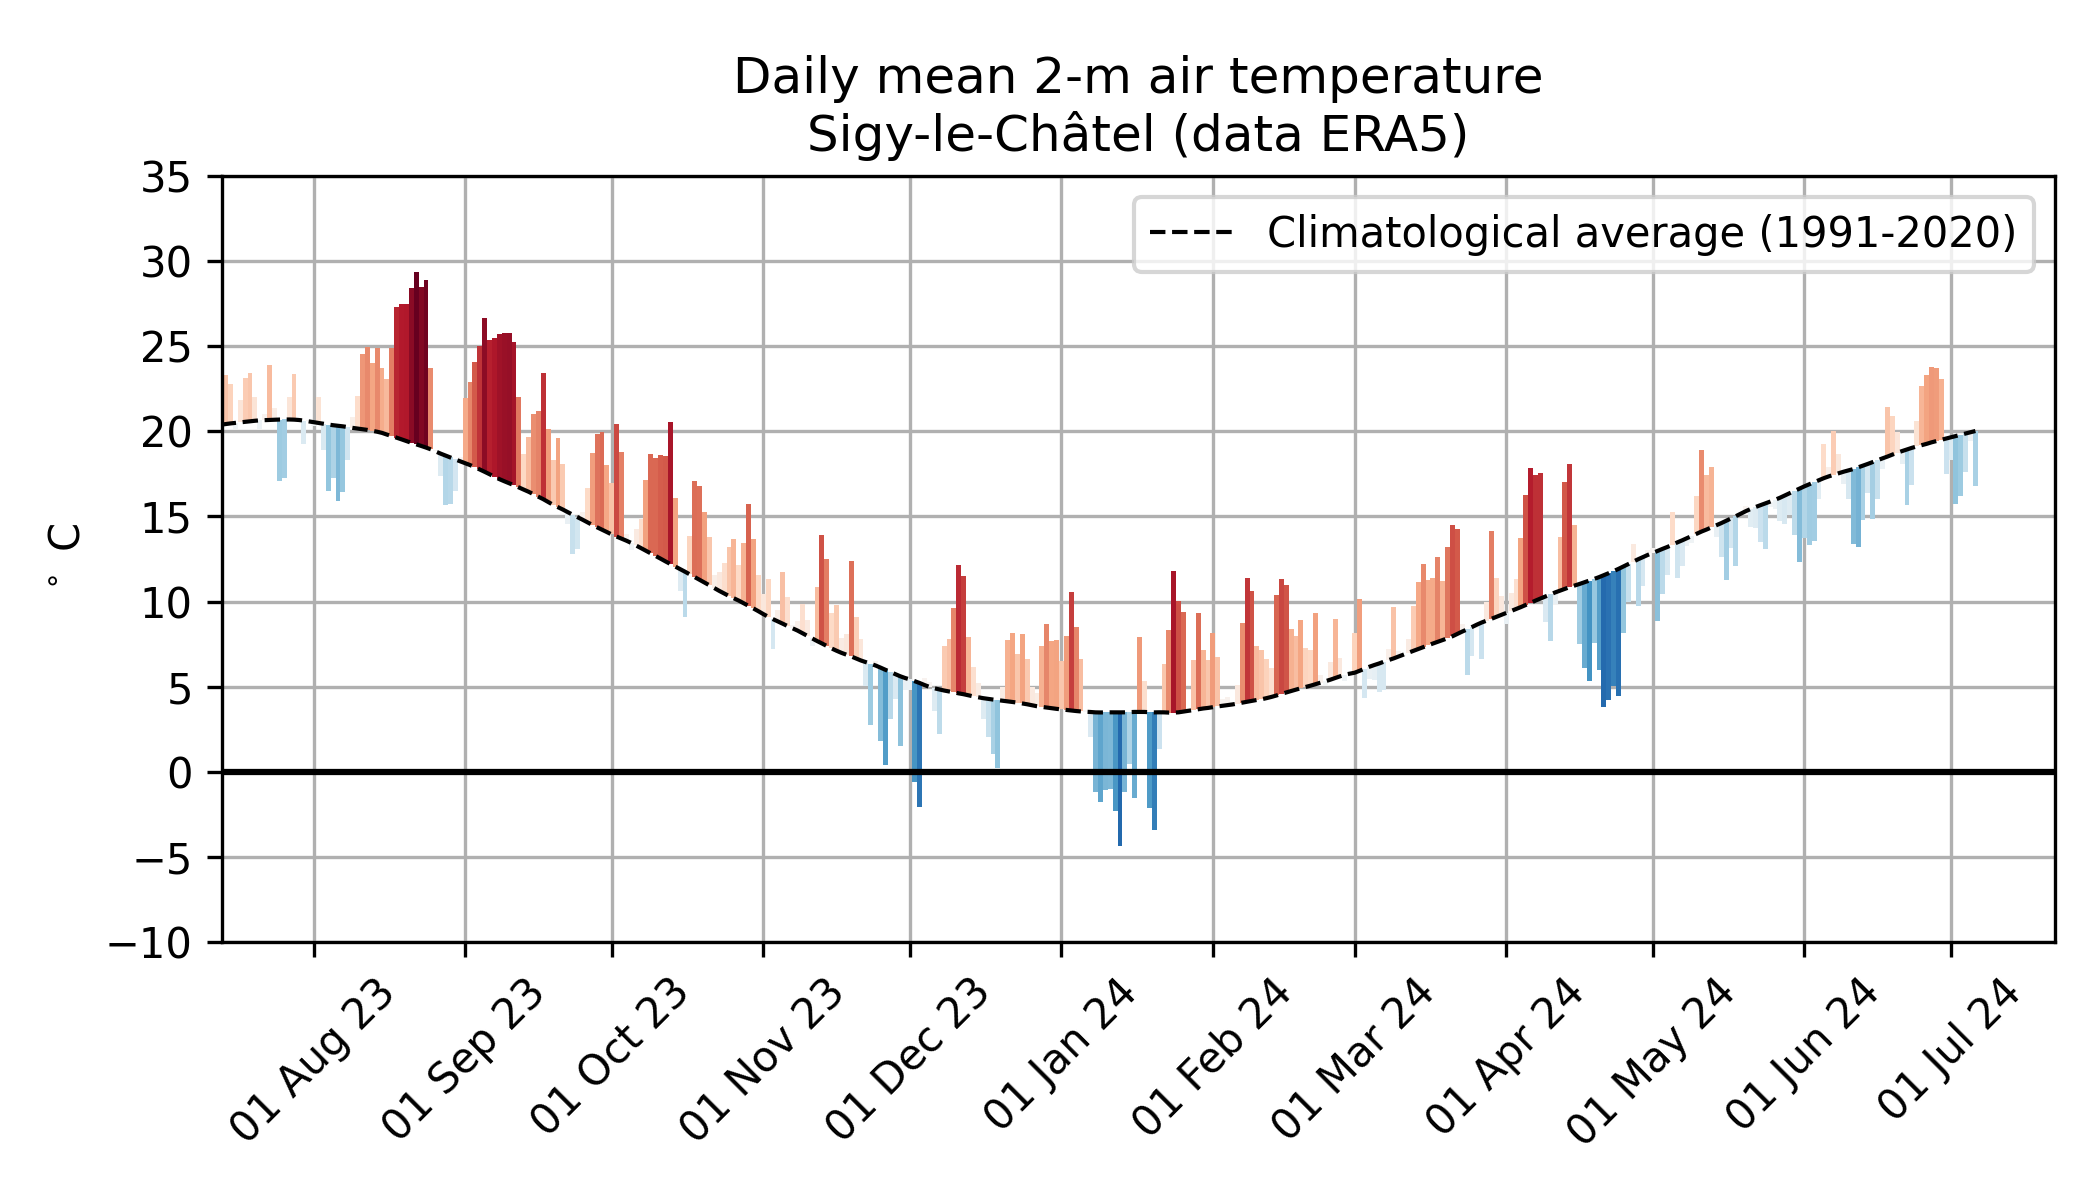 Daily mean 2-m air temperature
Sigy-le-Châtel (data ERA5)
Climatological average (1991-2020)
° C
35
30
25
20
15
10
5
0
−5
−10
01 Aug 23
01 Sep 23
01 Oct 23
01 Nov 23
01 Dec 23
01 Jan 24
01 Feb 24
01 Mar 24
01 Apr 24
01 May 24
01 Jun 24
01 Jul 24